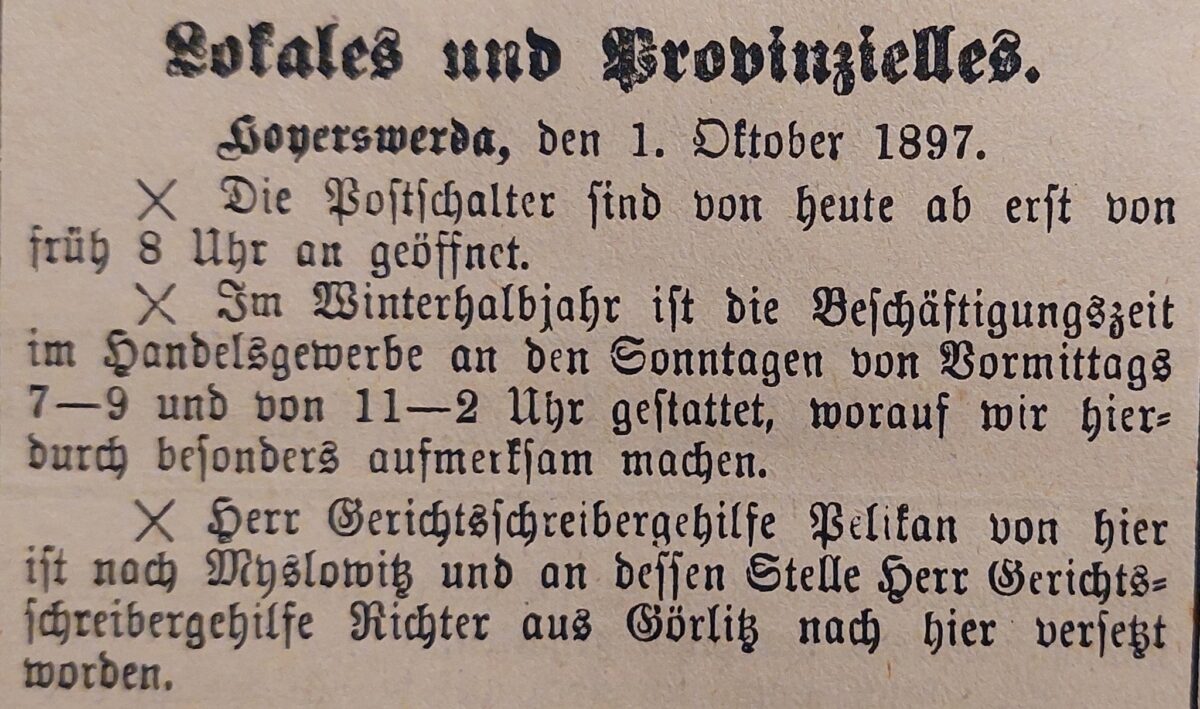 Lokales und Provinzielles.
Hoyerswerda, den 1. Oktober 1897.
× Die Postschalter sind von heute ab erst von
früh 8 Uhr an geöffnet.
× Im Winterhalbjahr ist die Beschäftigungszeit
im Handelsgewerbe an den Sonntagen von Vormittags
7—9 und von 11—2 Uhr gestattet, worauf wir hier-
durch besonders aufmerksam machen.
× Herr Gerichtsschreibergehilfe Pelikan von hier
ist nach Myslowitz und an dessen Stelle Herr Gerichts-
schreibergehilfe Richter aus Görlitz nach hier versetzt
worden.